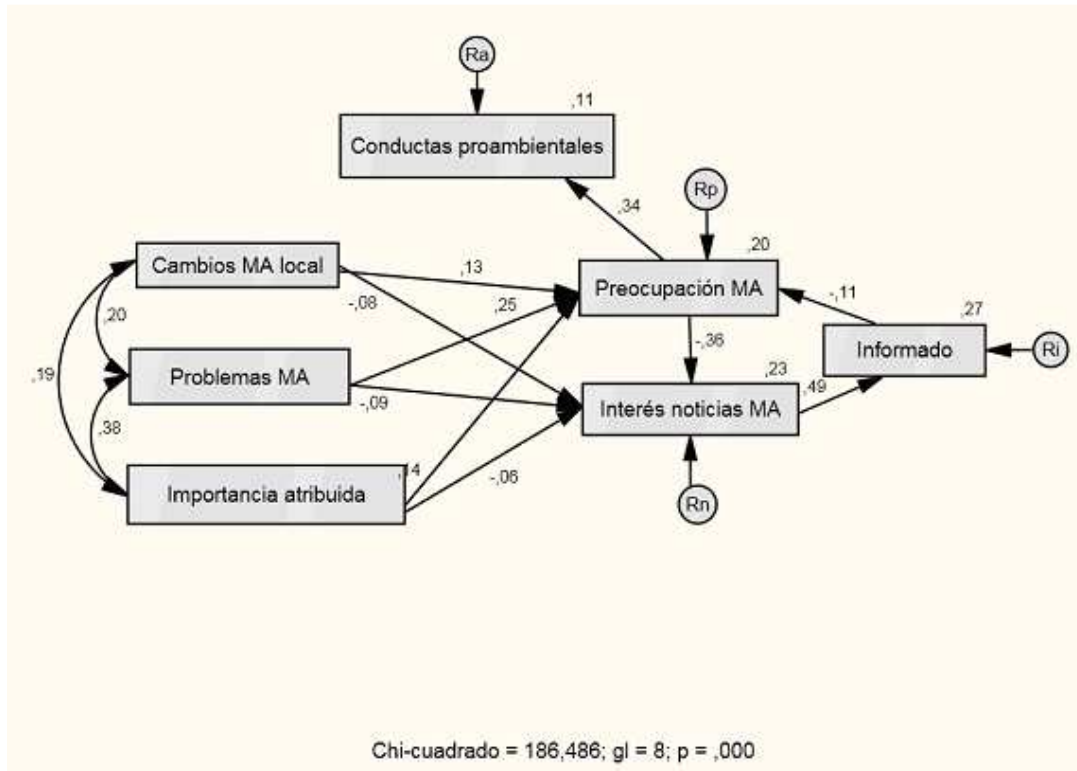 Ra
,11
Conductas proambientales
Rp
,34
,20
Cambios MA local
,13
Preocupación MA
-,08
,25
-,11
,27
,20
Informado
Ri
-,36
,19
Problemas MA
,23
-,09
,49
Interés noticias MA
,38
,14
Importancia atribuida
-,06
Rn
Chi-cuadrado = 186,486; gl = 8; p = ,000